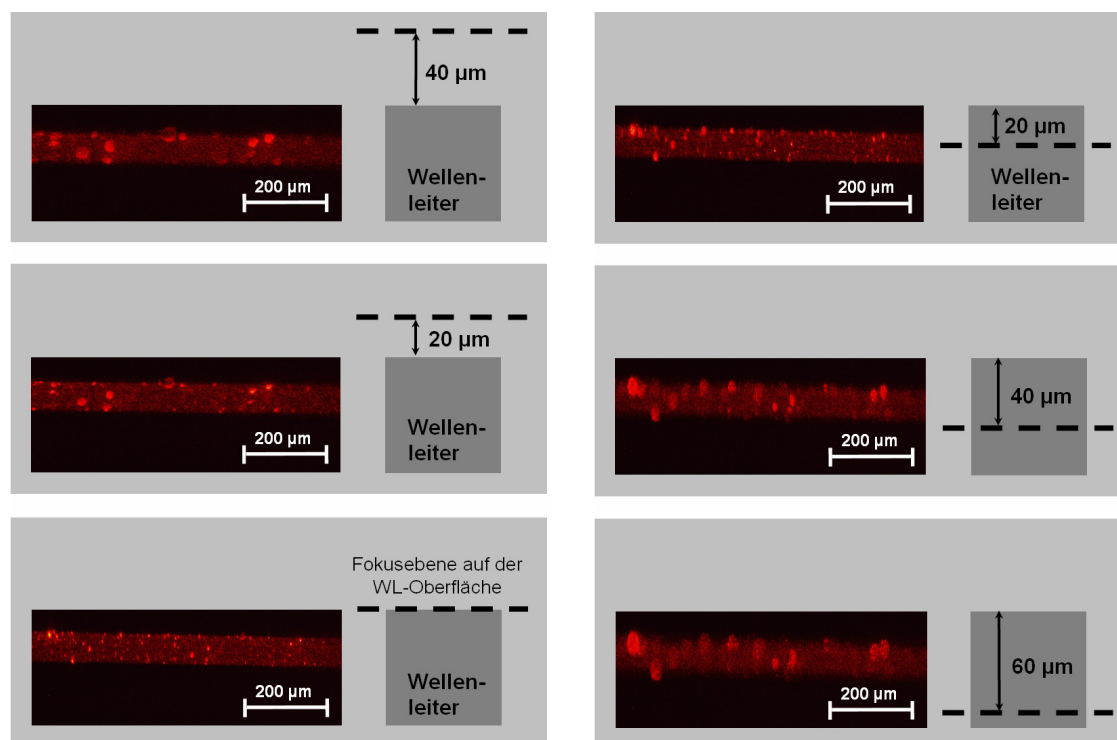 40 µm
Wellen-
leiter
200 µm
20 µm
Wellen-
leiter
200 µm
Fokusebene auf der
WL-Oberfläche
Wellen-
leiter
200 µm
20 µm
Wellen-
leiter
200 µm
40 µm
200 µm
60 µm
200 µm